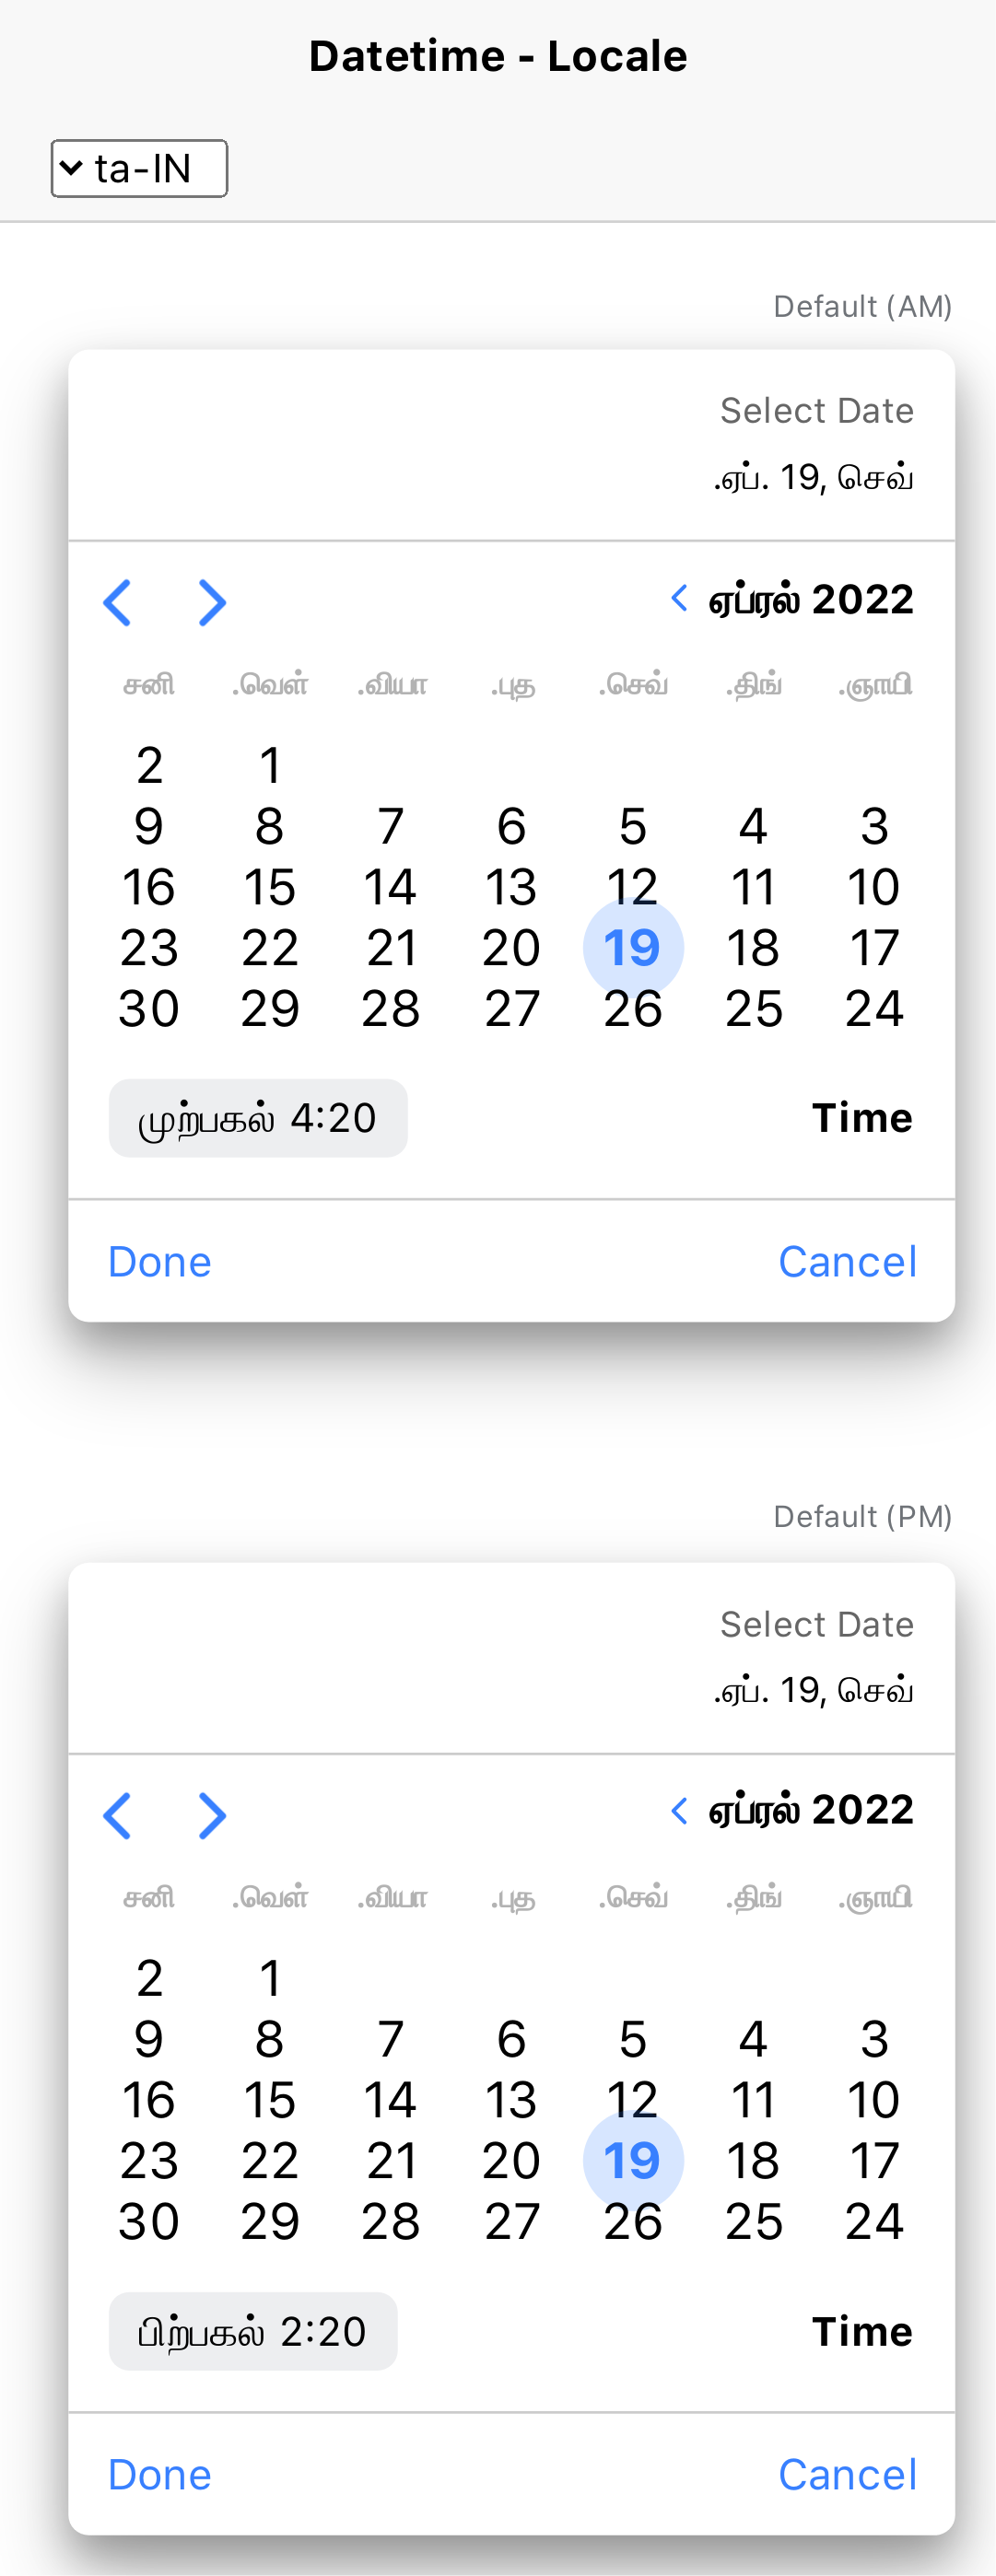 Datetime - Locale
ta-IN
Default (AM)
Select Date
.ஏப். 19, செவ்
ஏப்ரல் 2022
சனி .வெள் .வியா .புத .செவ் .திங் .ஞாயி
2 1
9 8 7 6 5 4 3
16 15 14 13 12 11 10
23 22 21 20 19 18 17
30 29 28 27 26 25 24
முற்பகல் 4:20 Time
Done Cancel
Default (PM)
Select Date
.ஏப். 19, செவ்
ஏப்ரல் 2022
சனி .வெள் .வியா .புத .செவ் .திங் .ஞாயி
2 1
9 8 7 6 5 4 3
16 15 14 13 12 11 10
23 22 21 20 19 18 17
30 29 28 27 26 25 24
பிற்பகல் 2:20 Time
Done Cancel